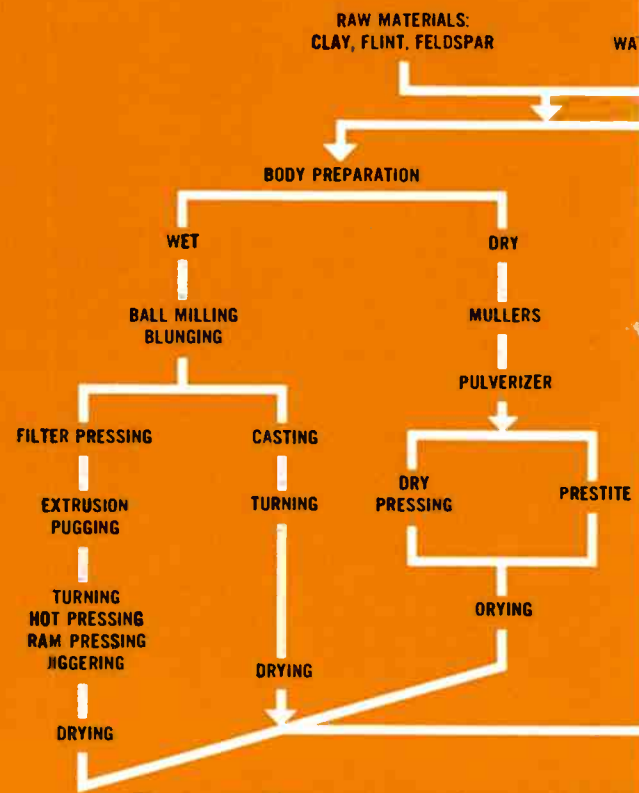 RAW MATERIALS:
CLAY, FLINT, FELDSPAR
WA
BODY PREPARATION
WET
DRY
BALL MILLING
BLUNGING
MULLERS
PULVERIZER
FILTER PRESSING
CASTING
DRY
PRESSING
PRESTITE
EXTRUSION
PUGGING
TURNING
TURNING
HOT PRESSING
RAM PRESSING
JIGGERING
ORYING
DRYING
DRYING